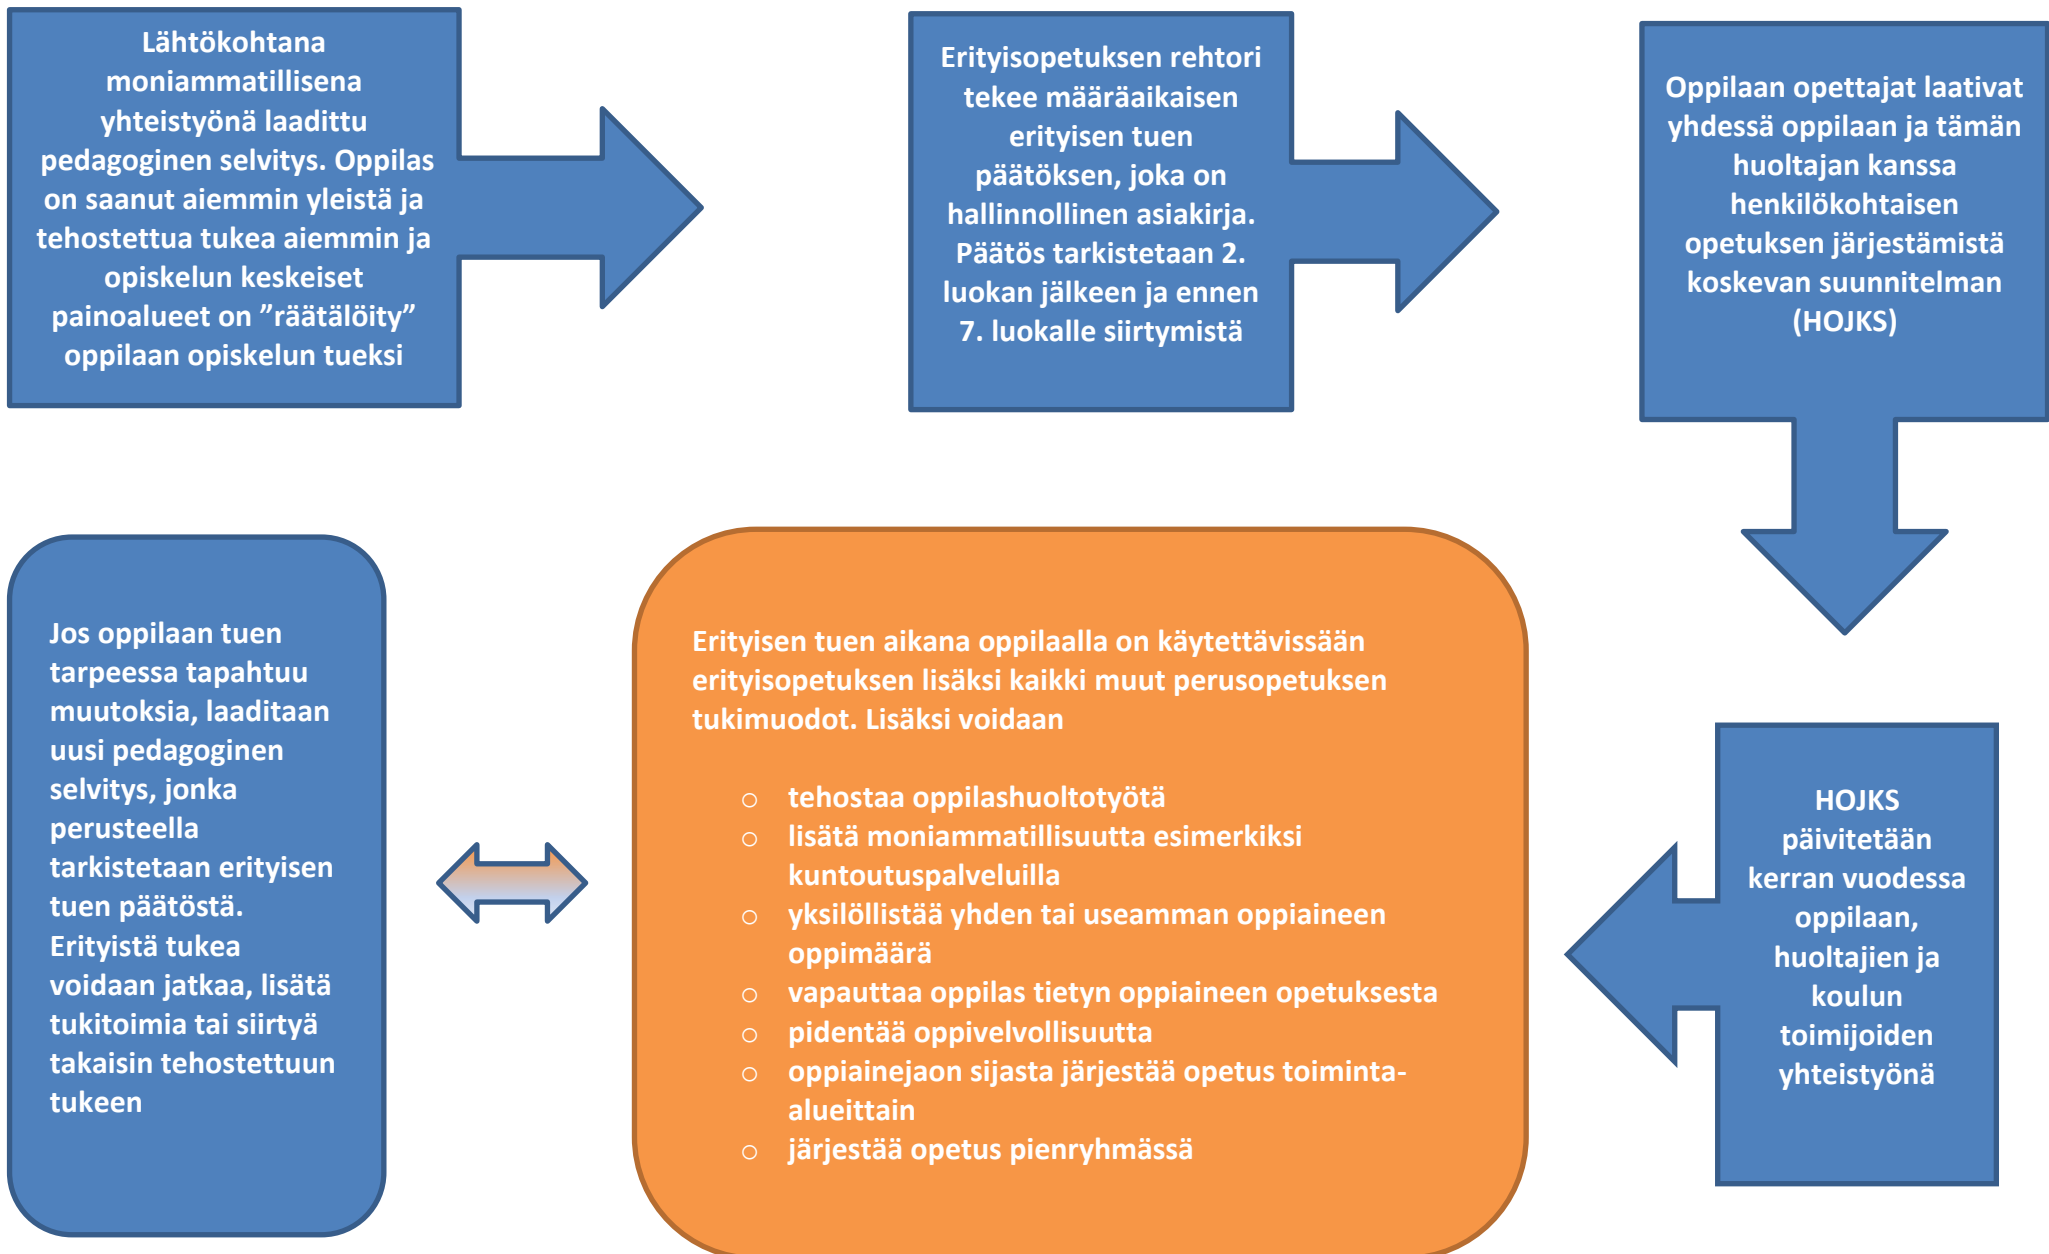 Lähtökohtana
moniammatillisena
yhteistyönä laadittu
pedagoginen selvitys. Oppilas
on saanut aiemmin yleistä ja
tehostettua tukea aiemmin ja
opiskelun keskeiset
painoalueet on ”räätälöity”
oppilaan opiskelun tueksi
Erityisopetuksen rehtori
tekee määräaikaisen
erityisen tuen
päätöksen, joka on
hallinnollinen asiakirja.
Päätös tarkistetaan 2.
luokan jälkeen ja ennen
7. luokalle siirtymistä
Oppilaan opettajat laativat
yhdessä oppilaan ja tämän
huoltajan kanssa
henkilökohtaisen
opetuksen järjestämistä
koskevan suunnitelman
(HOJKS)
HOJKS
päivitetään
kerran vuodessa
oppilaan,
huoltajien ja
koulun
toimijoiden
yhteistyönä
Erityisen tuen aikana oppilaalla on käytettävissään
erityisopetuksen lisäksi kaikki muut perusopetuksen
tukimuodot. Lisäksi voidaan
o tehostaa oppilashuoltotyötä
o lisätä moniammatillisuutta esimerkiksi
kuntoutuspalveluilla
o yksilöllistää yhden tai useamman oppiaineen
oppimäärä
o vapauttaa oppilas tietyn oppiaineen opetuksesta
o pidentää oppivelvollisuutta
o oppiainejaon sijasta järjestää opetus toiminta-
alueittain
o järjestää opetus pienryhmässä
Jos oppilaan tuen
tarpeessa tapahtuu
muutoksia, laaditaan
uusi pedagoginen
selvitys, jonka
perusteella
tarkistetaan erityisen
tuen päätöstä.
Erityistä tukea
voidaan jatkaa, lisätä
tukitoimia tai siirtyä
takaisin tehostettuun
tukeen